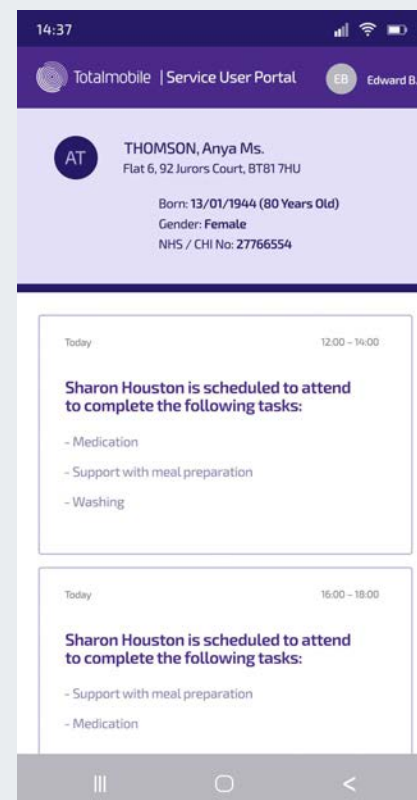 14:37
Totalmobile | Service User Portal EB Edward B.
AT
THOMSON, Anya Ms.
Flat 6, 92 Jurors Court, BT81 7HU
Born: 13/01/1944 (80 Years Old)
Gender: Female
NHS / CHI No: 27766554
Today 12:00 – 14:00
Sharon Houston is scheduled to attend
to complete the following tasks:
- Medication
- Support with meal preparation
- Washing
Today 16:00 – 18:00
Sharon Houston is scheduled to attend
to complete the following tasks:
- Support with meal preparation
- Medication